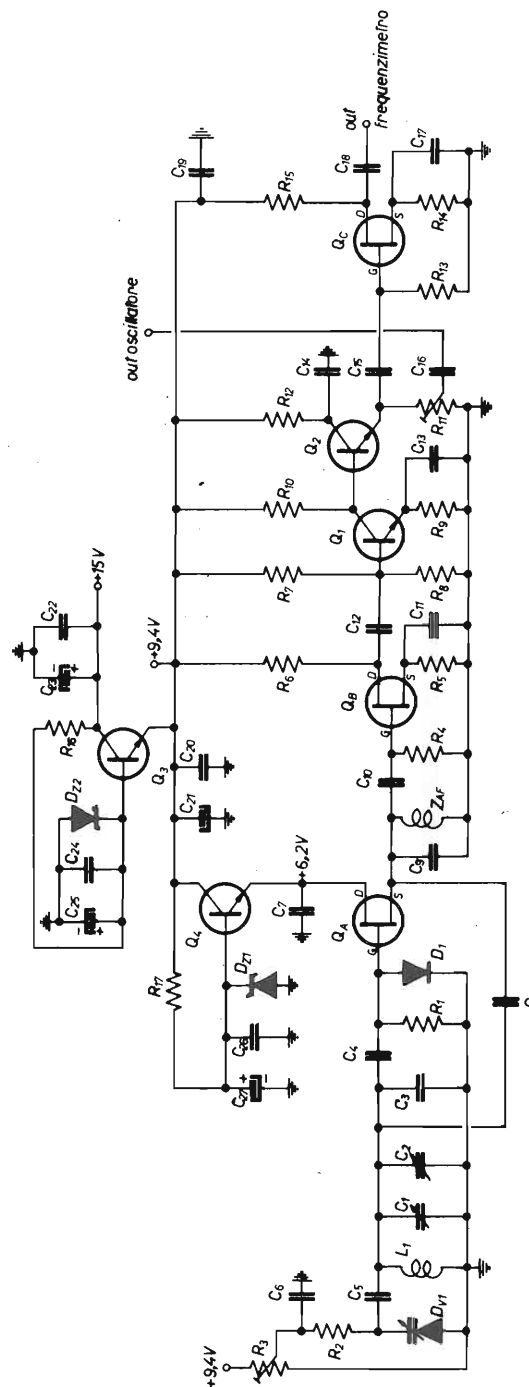 out
frequenzimetro
out oscillatore
+15V
+9,4V
+6,2V
+9,4V
C19
R15
C18
C17
D
S
G
QC
R14
R13
C14
R12
C15
C16
R11
Q2
R10
Q1
C13
R9
R7
R8
C12
C11
R6
D
S
G
QB
R5
R4
C10
ZAF
C9
C22
C23
-
+
R16
DZ2
C24
C25
-
+
Q3
C20
C21
Q4
R17
DZ1
C26
C27
+
-
C7
D
S
G
QA
D1
R1
C4
C3
C2
C1
L1
C5
C6
R3
R2
DV1